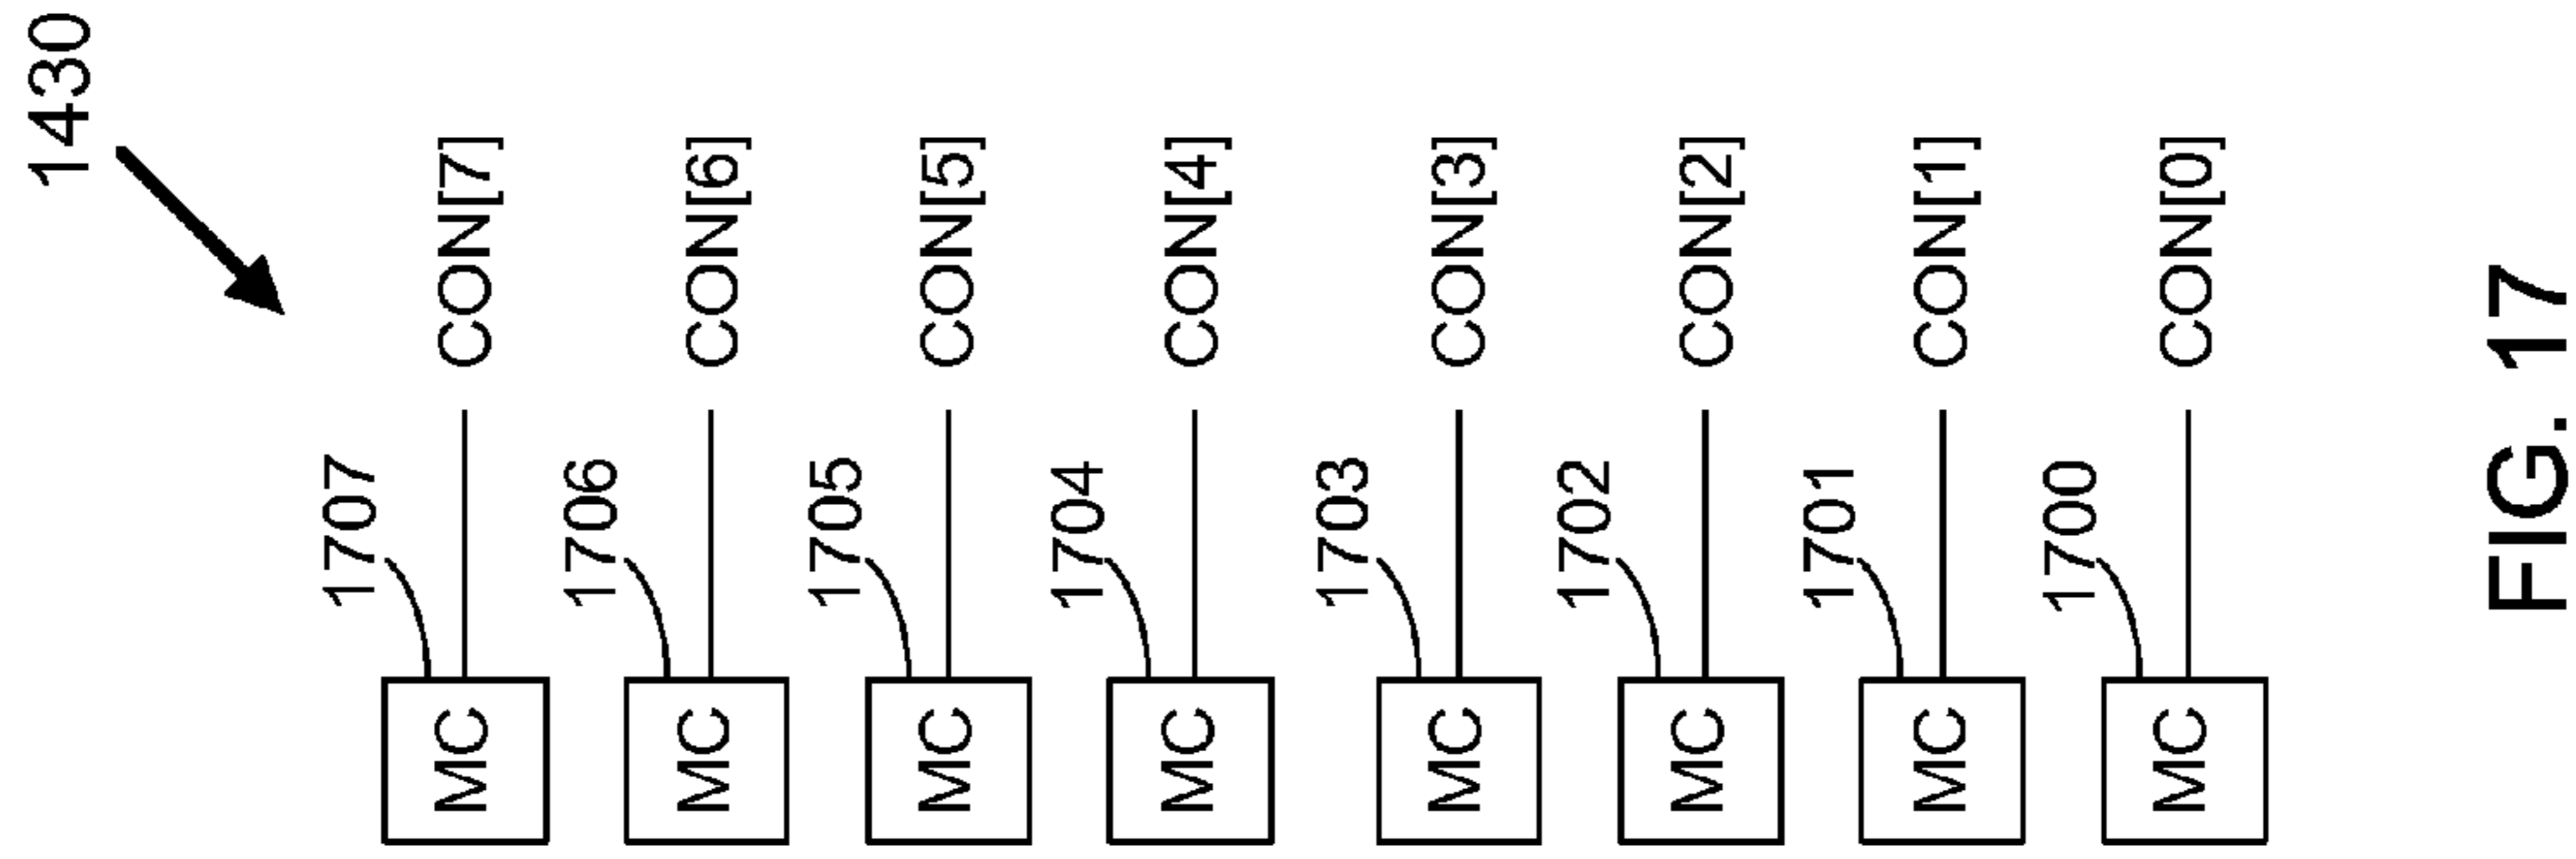 1430
1707
MC
CON[7]
1706
MC
CON[6]
1705
MC
CON[5]
1704
MC
CON[4]
1703
MC
CON[3]
1702
MC
CON[2]
1701
MC
CON[1]
1700
MC
CON[0]
FIG. 17